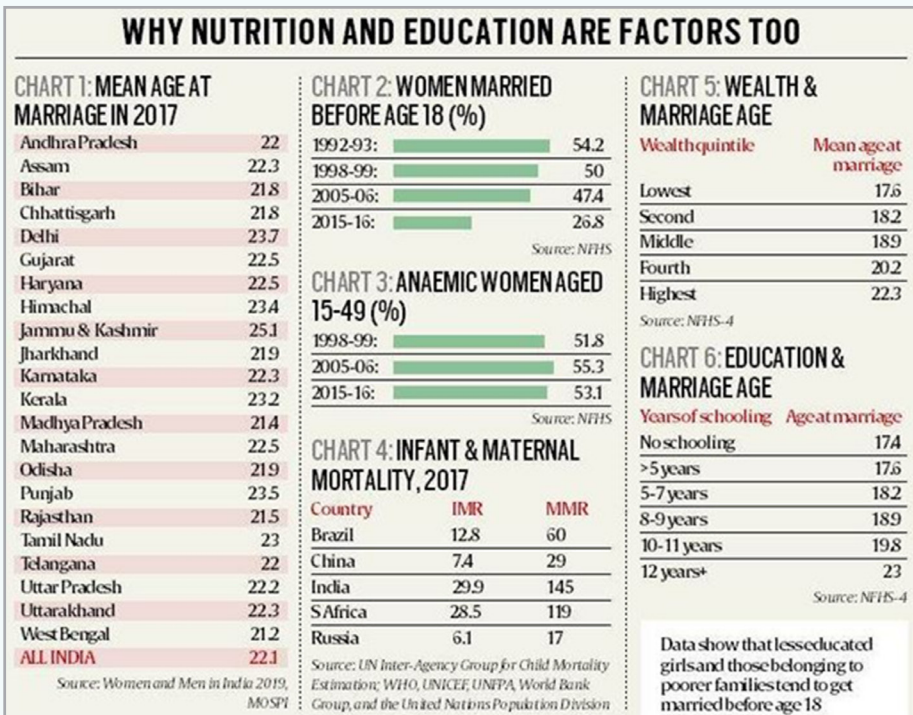 WHY NUTRITION AND EDUCATION ARE FACTORS TOO
CHART 1: MEAN AGE AT
MARRIAGE IN 2017
Andhra Pradesh 22
Assam 22.3
Bihar 21.8
Chhattisgarh 21.8
Delhi 23.7
Gujarat 22.5
Haryana 22.5
Himachal 23.4
Jammu & Kashmir 25.1
Jharkhand 21.9
Karnataka 22.3
Kerala 23.2
Madhya Pradesh 21.4
Maharashtra 22.5
Odisha 21.9
Punjab 23.5
Rajasthan 21.5
Tamil Nadu 23
Telangana 22
Uttar Pradesh 22.2
Uttarakhand 22.3
West Bengal 21.2
ALL INDIA 22.1
Source: Women and Men in India 2019,
MOSPI
CHART 2: WOMEN MARRIED
BEFORE AGE 18 (%)
1992-93: 54.2
1998-99: 50
2005-06: 47.4
2015-16: 26.8
Source: NFHS
CHART 3: ANAEMIC WOMEN AGED
15-49 (%)
1998-99: 51.8
2005-06: 55.3
2015-16: 53.1
Source: NFHS
CHART 4: INFANT & MATERNAL
MORTALITY, 2017
Country IMR MMR
Brazil 12.8 60
China 7.4 29
India 29.9 145
S Africa 28.5 119
Russia 6.1 17
Source: UN Inter-Agency Group for Child Mortality
Estimation; WHO, UNICEF, UNFPA, World Bank
Group, and the United Nations Population Division
CHART 5: WEALTH &
MARRIAGE AGE
Wealth quintile Mean age at
marriage
Lowest 17.6
Second 18.2
Middle 18.9
Fourth 20.2
Highest 22.3
Source: NFHS-4
CHART 6: EDUCATION &
MARRIAGE AGE
Years of schooling Age at marriage
No schooling 17.4
>5 years 17.6
5-7 years 18.2
8-9 years 18.9
10-11 years 19.8
12 years+ 23
Source: NFHS-4
Data show that less educated
girls and those belonging to
poorer families tend to get
married before age 18